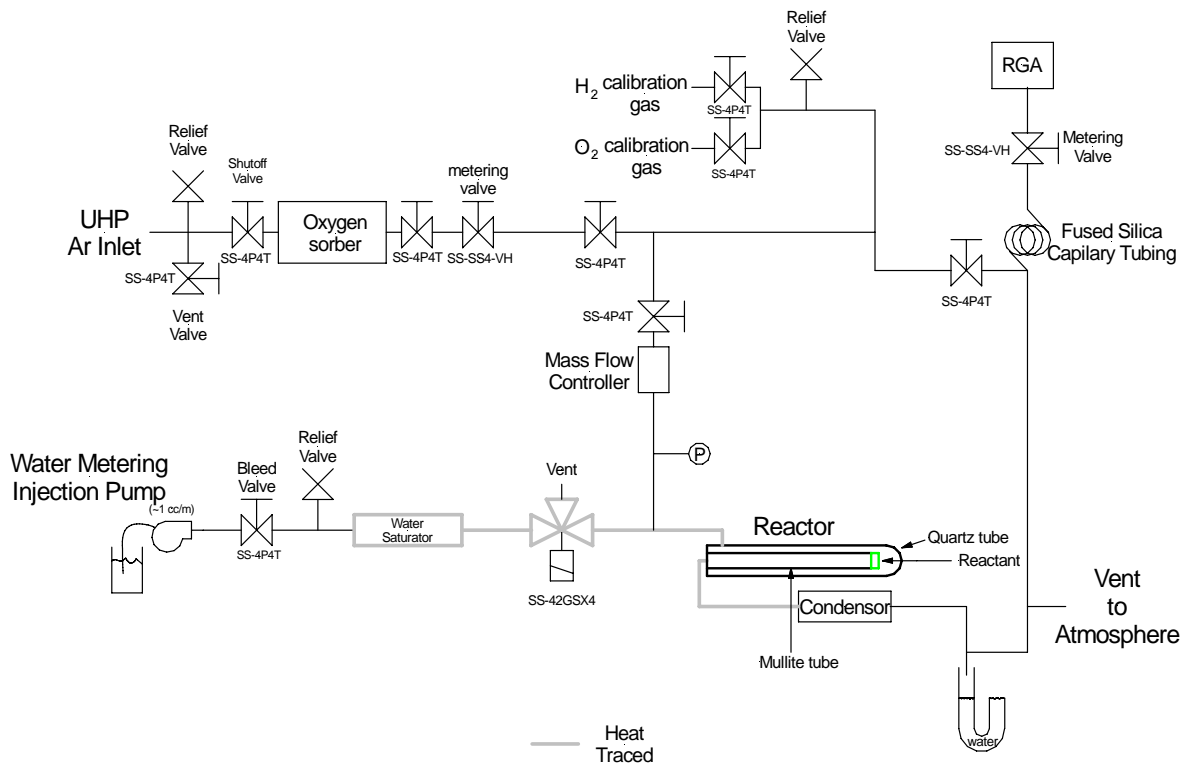 Relief
Valve
RGA
H2 calibration
gas
SS-4P4T
O2 calibration
gas
SS-4P4T
SS-SS4-VH
Metering
Valve
Relief
Valve
Shutoff
Valve
metering
valve
UHP
Ar Inlet
Oxygen
sorber
Fused Silica
Capilary Tubing
SS-4P4T
SS-4P4T
SS-4P4T
SS-SS4-VH
SS-4P4T
SS-4P4T
Vent
Valve
SS-4P4T
Mass Flow
Controller
P
Water Metering
Injection Pump
(~1 cc/m)
Bleed
Valve
Relief
Valve
Vent
SS-4P4T
Water
Saturator
SS-42GSX4
Reactor
Quartz tube
Reactant
Condensor
Mullite tube
Vent
to
Atmosphere
water
Heat
Traced